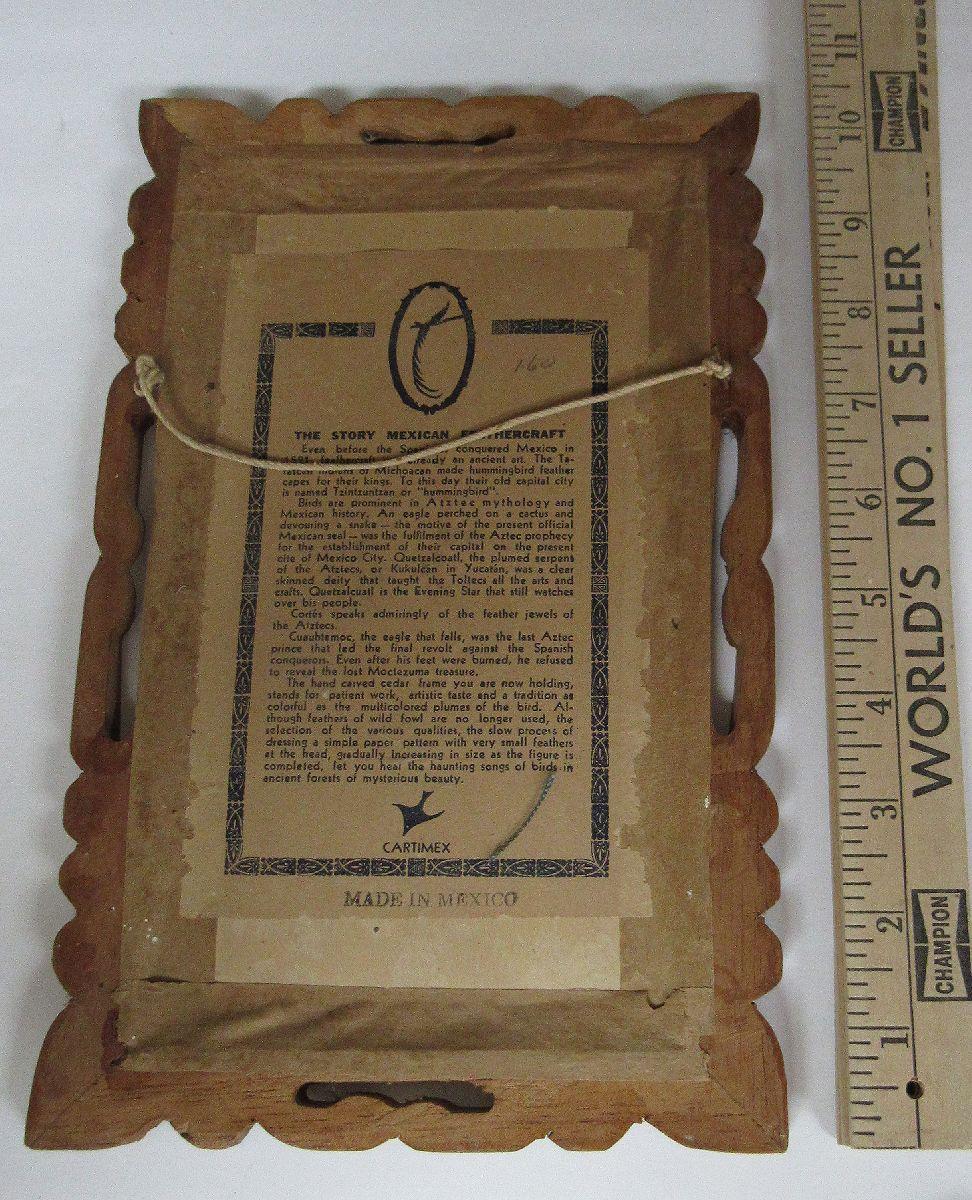 160
THE STORY MEXICAN FEATHERCRAFT
Even before the conquered Mexico in
already an ancient art. The Ta-
of Michoacan made hummingbird feather
capes for their kings. To this day their old capital city
is named Tzintzuntzan or "hummingbird".
Birds are prominent in Atztec mythology and
Mexican history. An eagle perched on a cactus and
devouring a snake — the motive of the present official
Mexican seal — was the fulfilment of the Aztec prophecy
for the establishment of their capital on the present
cite of Mexico City. Quetzalcoatl, the plumed serpent
of the Atztecs, or Kukulcan in Yucatán, was a clear
skinned deity that taught the Toltecs all the arts and
crafts. Quetzalcuatl is the Evening Star that still watches
over his people.
Cortés speaks admiringly of the feather jewels of
the Atztecs.
Cuauhtemoc, the eagle that falls, was the last Aztec
prince that led the final revolt against the Spanish
conquerors. Even after his feet were burned, he refused
to reveal the lost Moctezuma treasure.
The hand carved cedar frame you are now holding,
stands for patient work, artistic taste and a tradition as
colorful as the multicolored plumes of the bird. Al-
though feathers of wild fowl are no longer used, the
selection of the various qualities, the slow process of
dressing a simple paper pattern with very small feathers
at the head, gradually increasing in size as the figure is
completed, let you hear the haunting songs of birds in
ancient forests of mysterious beauty.
CARTIMEX
MADE IN MEXICO
11
10
9
8
7
6
5
4
3
2
1
CHAMPION
WORLD'S NO. 1 SELLER
CHAMPION